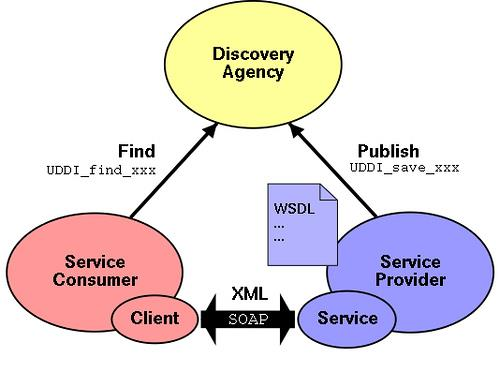 Discovery
Agency
Find
UDDI_find_xxx
Publish
UDDI_save_xxx
WSDL
...
...
Service
Consumer
Service
Provider
Client
XML
SOAP
Service